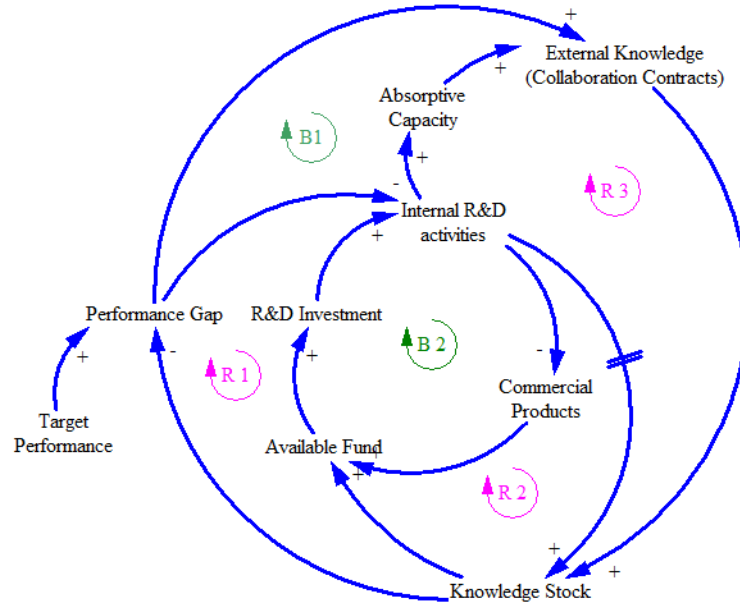 +
External Knowledge
(Collaboration Contracts)
+
Absorptive
Capacity
B1
+
R 3
-
Internal R&D
activities
+
Performance Gap
R&D Investment
B 2
+
-
+
-
R 1
Commercial
Products
Target
Performance
Available Fund
+
+
R 2
+
+
Knowledge Stock